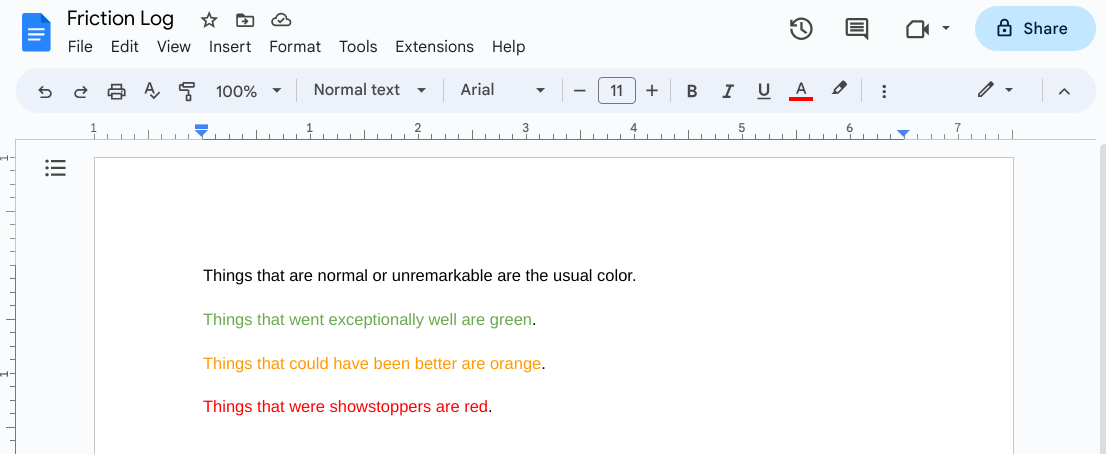 Friction Log
File Edit View Insert Format Tools Extensions Help
Share
100% Normal text Arial 11 B I U A
1 1 2 3 4 5 6 7
1
Things that are normal or unremarkable are the usual color.
Things that went exceptionally well are green.
Things that could have been better are orange.
1
Things that were showstoppers are red.